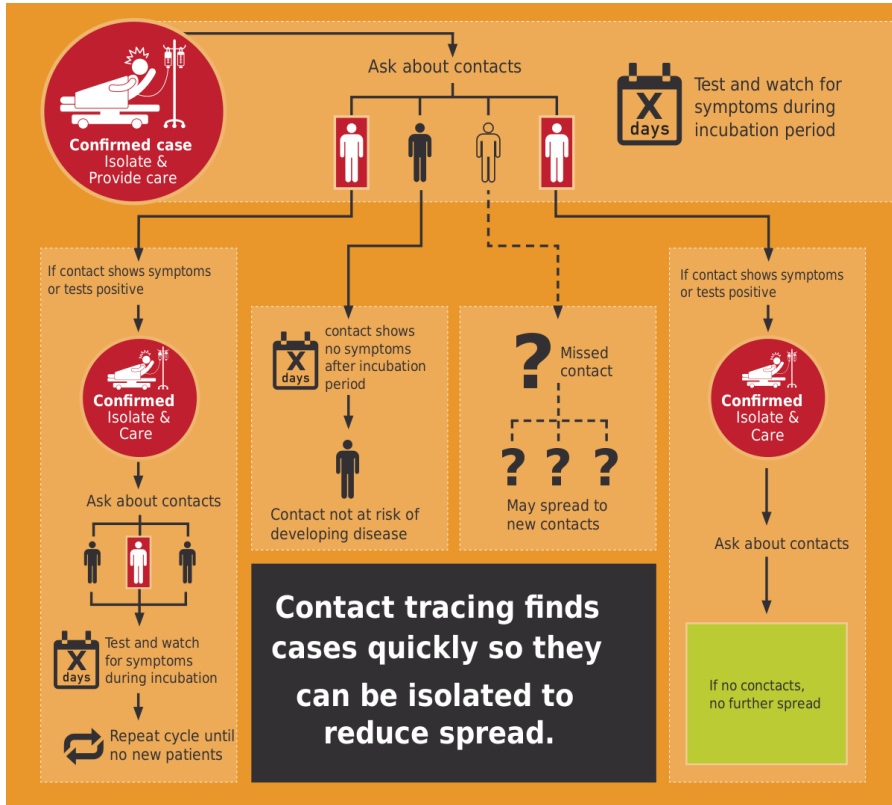 Confirmed case
Isolate &
Provide care
Ask about contacts
X
days
Test and watch for
symptoms during
incubation period
If contact shows symptoms
or tests positive
Confirmed
Isolate &
Care
Ask about contacts
X
days
Test and watch
for symptoms
during incubation
Repeat cycle until
no new patients
X
days
contact shows
no symptoms
after incubation
period
Contact not at risk of
developing disease
?
Missed
contact
? ? ?
May spread to
new contacts
If contact shows symptoms
or tests positive
Confirmed
Isolate &
Care
Ask about contacts
If no conctacts,
no further spread
Contact tracing finds
cases quickly so they
can be isolated to
reduce spread.